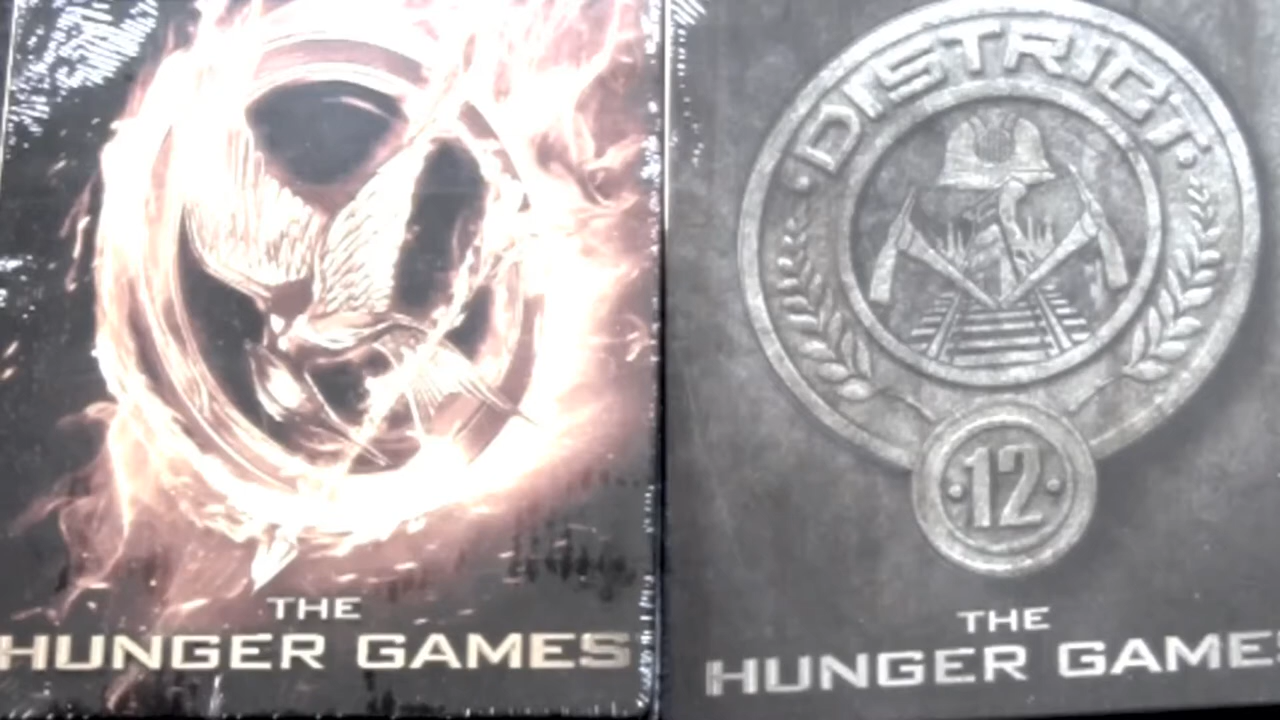 THE
HUNGER GAMES
DISTRICT
12
THE
HUNGER GAMES